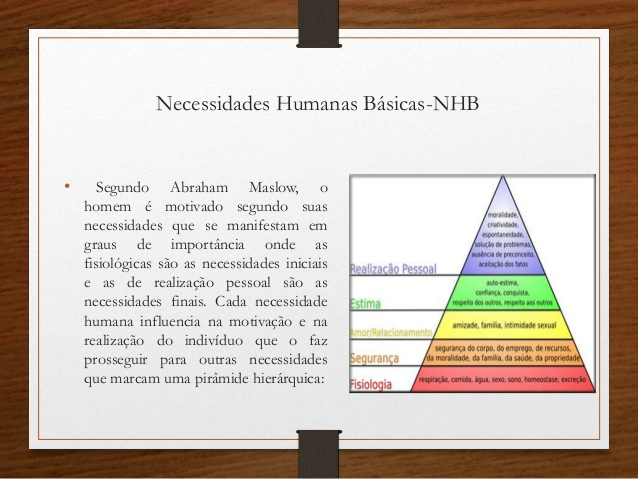 Necessidades Humanas Básicas-NHB
• Segundo Abraham Maslow, o
homem é motivado segundo suas
necessidades que se manifestam em
graus de importância onde as
fisiológicas são as necessidades iniciais
e as de realização pessoal são as
necessidades finais. Cada necessidade
humana influencia na motivação e na
realização do indivíduo que o faz
prosseguir para outras necessidades
que marcam uma pirâmide hierárquica:
moralidade,
criatividade,
espontaneidade,
solução de problemas,
ausência de preconceito,
aceitação dos fatos
Realização Pessoal
auto-estima,
confiança, conquista,
respeito dos outros, respeito aos outros
Estima
amizade, família, intimidade sexual
Amor/Relacionamento
segurança do corpo, do emprego, de recursos,
da moralidade, da família, da saúde, da propriedade
Segurança
respiração, comida, água, sexo, sono, homeostase, excreção
Fisiologia